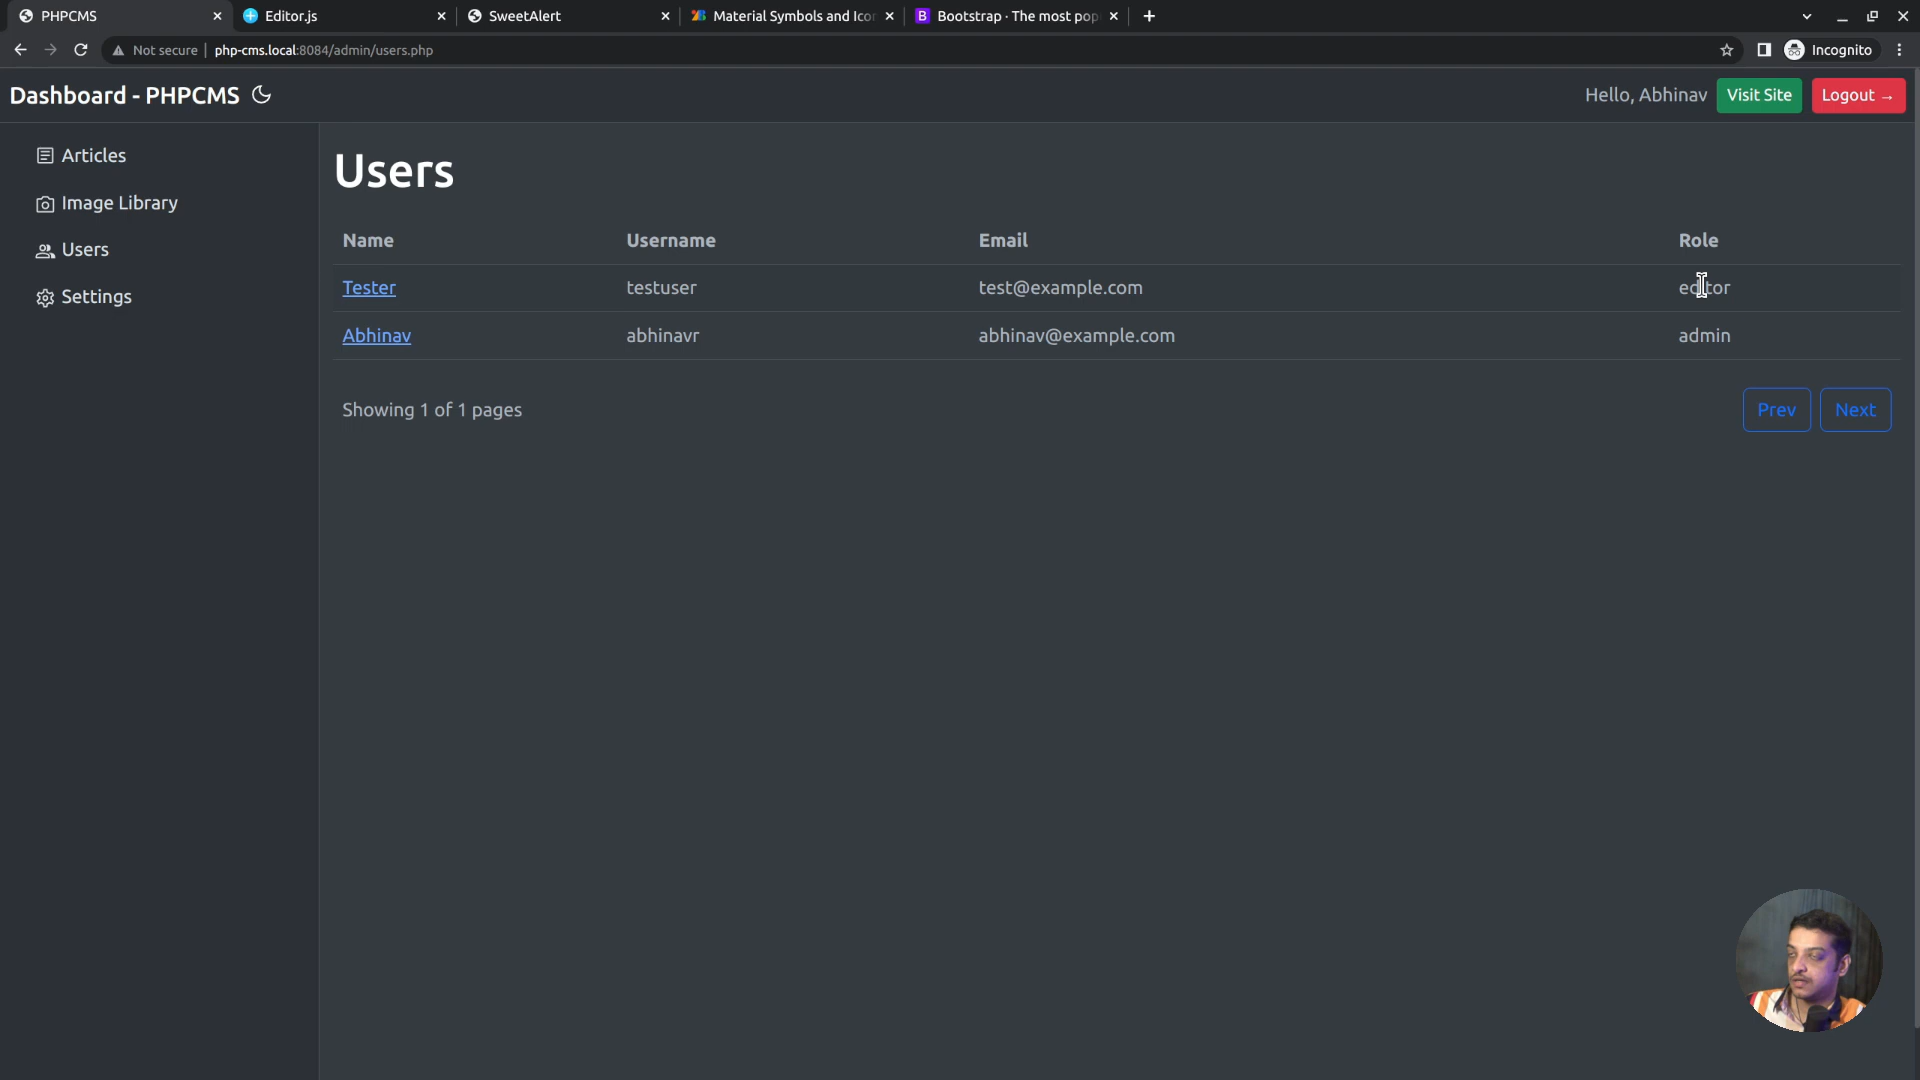 PHPCMS
Editor.js
SweetAlert
Material Symbols and Icon
Bootstrap · The most pop
Not secure | php-cms.local:8084/admin/users.php
Incognito
Dashboard - PHPCMS
Hello, Abhinav
Visit Site
Logout →
Articles
Image Library
Users
Settings
Users
Name Username Email Role
Tester testuser test@example.com editor
Abhinav abhinavr abhinav@example.com admin
Showing 1 of 1 pages
Prev
Next